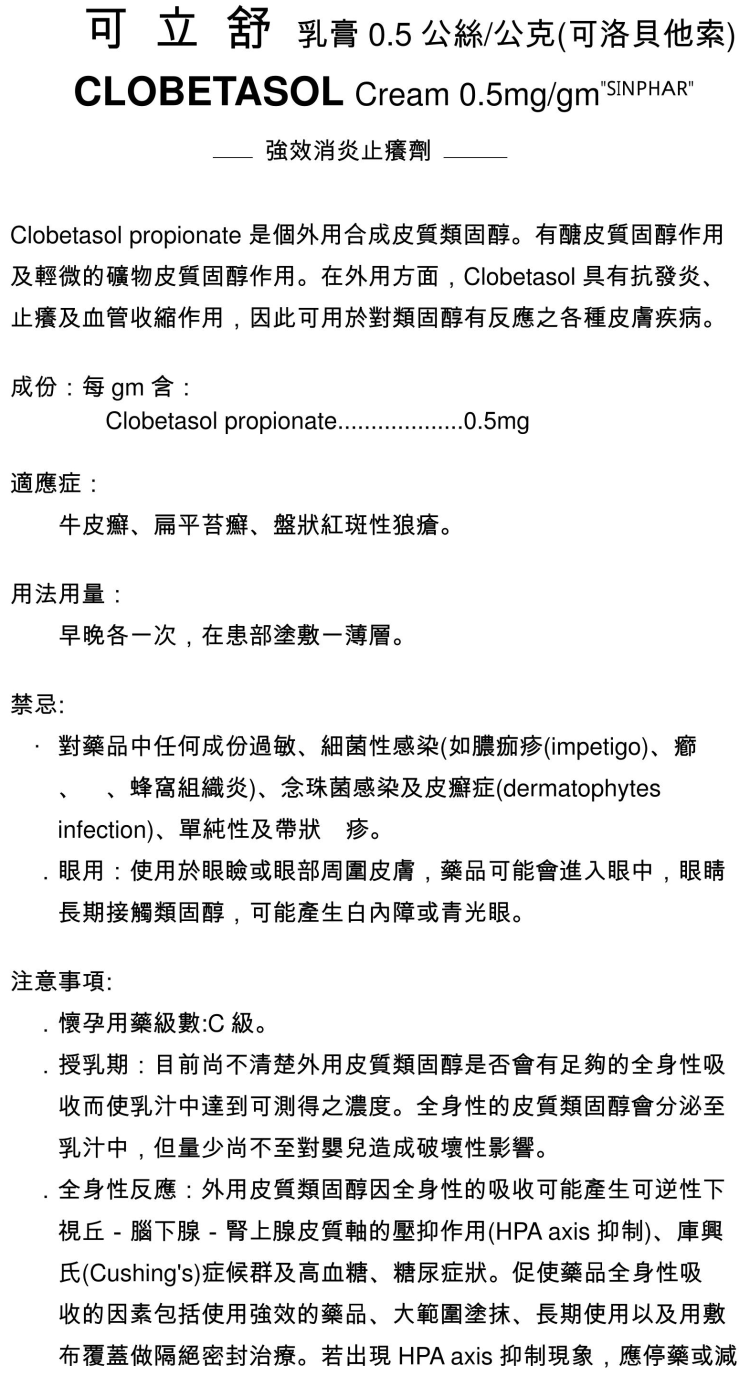 可 立 舒 乳膏 0.5 公絲/公克(可洛貝他索)
CLOBETASOL Cream 0.5mg/gm"SINPHAR"
強效消炎止癢劑
Clobetasol propionate 是個外用合成皮質類固醇。有醣皮質固醇作用
及輕微的礦物皮質固醇作用。在外用方面，Clobetasol 具有抗發炎、
止癢及血管收縮作用，因此可用於對類固醇有反應之各種皮膚疾病。
成份：每 gm 含：
Clobetasol propionate...................0.5mg
適應症：
牛皮癬、扁平苔癬、盤狀紅斑性狼瘡。
用法用量：
早晚各一次，在患部塗敷一薄層。
禁忌:
· 對藥品中任何成份過敏、細菌性感染(如膿痂疹(impetigo)、癤
、 、蜂窩組織炎)、念珠菌感染及皮癬症(dermatophytes
infection)、單純性及帶狀 疹。
. 眼用：使用於眼瞼或眼部周圍皮膚，藥品可能會進入眼中，眼睛
長期接觸類固醇，可能產生白內障或青光眼。
注意事項:
. 懷孕用藥級數:C 級。
. 授乳期：目前尚不清楚外用皮質類固醇是否會有足夠的全身性吸
收而使乳汁中達到可測得之濃度。全身性的皮質類固醇會分泌至
乳汁中，但量少尚不至對嬰兒造成破壞性影響。
. 全身性反應：外用皮質類固醇因全身性的吸收可能產生可逆性下
視丘 - 腦下腺 - 腎上腺皮質軸的壓抑作用(HPA axis 抑制)、庫興
氏(Cushing's)症候群及高血糖、糖尿症狀。促使藥品全身性吸
收的因素包括使用強效的藥品、大範圍塗抹、長期使用以及用敷
布覆蓋做隔絕密封治療。若出現 HPA axis 抑制現象，應停藥或減